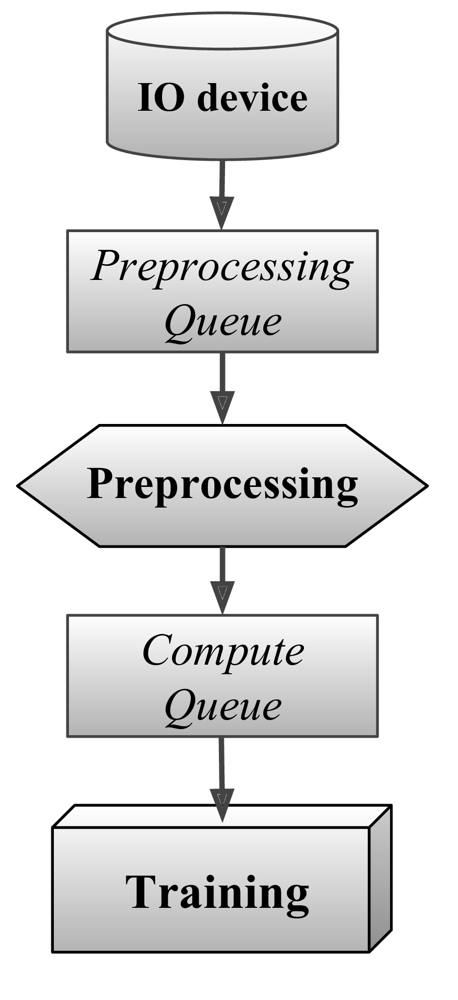 IO device
Preprocessing
Queue
Preprocessing
Compute
Queue
Training